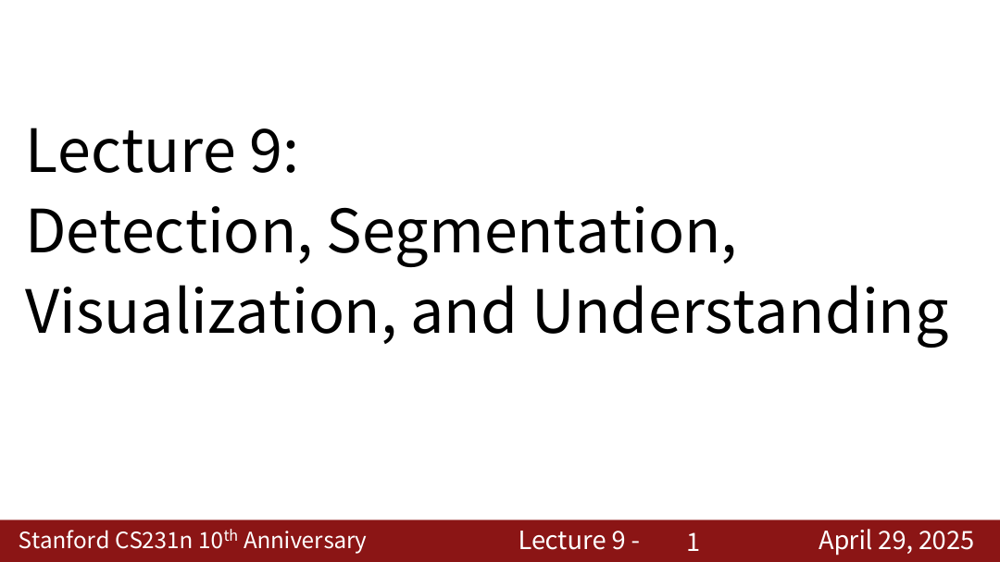 Lecture 9:
Detection, Segmentation,
Visualization, and Understanding
Stanford CS231n 10th Anniversary
Lecture 9 - 1
April 29, 2025